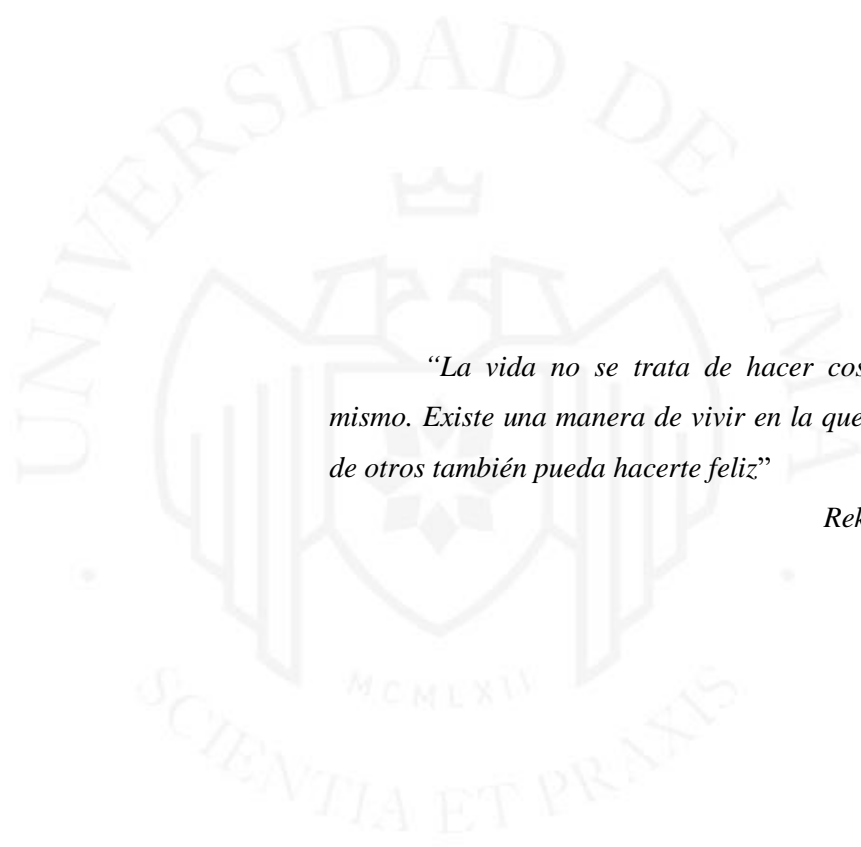 UNIVERSIDAD DE LIMA
“La vida no se trata de hacer cos
mismo. Existe una manera de vivir en la que
de otros también pueda hacerte feliz”
Rek
MCMLXII
SCIENTIA ET PRAXIS